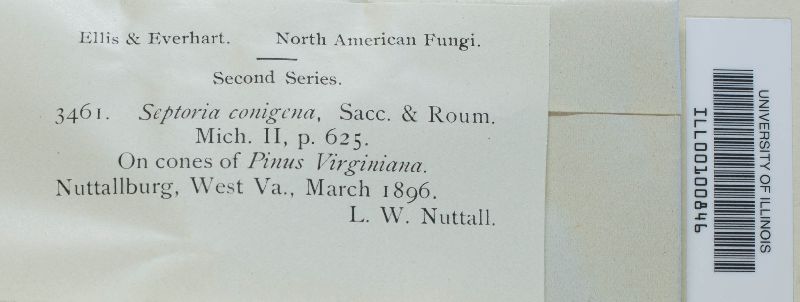 Ellis & Everhart. North American Fungi.
Second Series.
3461. Septoria conigena, Sacc. & Roum.
Mich. II, p. 625.
On cones of Pinus Virginiana.
Nuttallburg, West Va., March 1896.
L. W. Nuttall.
UNIVERSITY OF ILLINOIS
ILL00100846